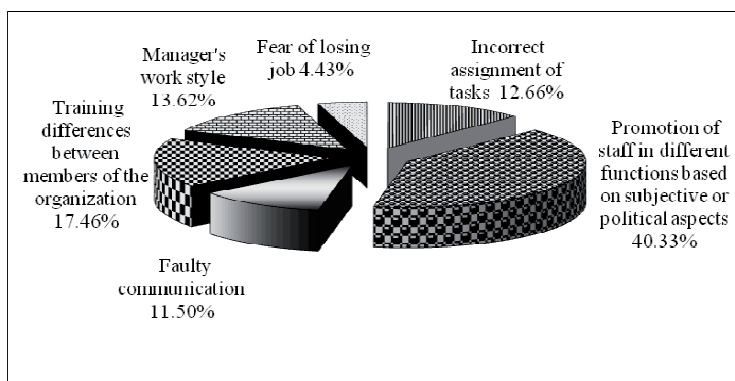 Fear of losing
job 4.43%
Incorrect
assignment of
tasks 12.66%
Promotion of
staff in different
functions based
on subjective or
political aspects
40.33%
Faulty
communication
11.50%
Training
differences
between
members of the
organization
17.46%
Manager's
work style
13.62%